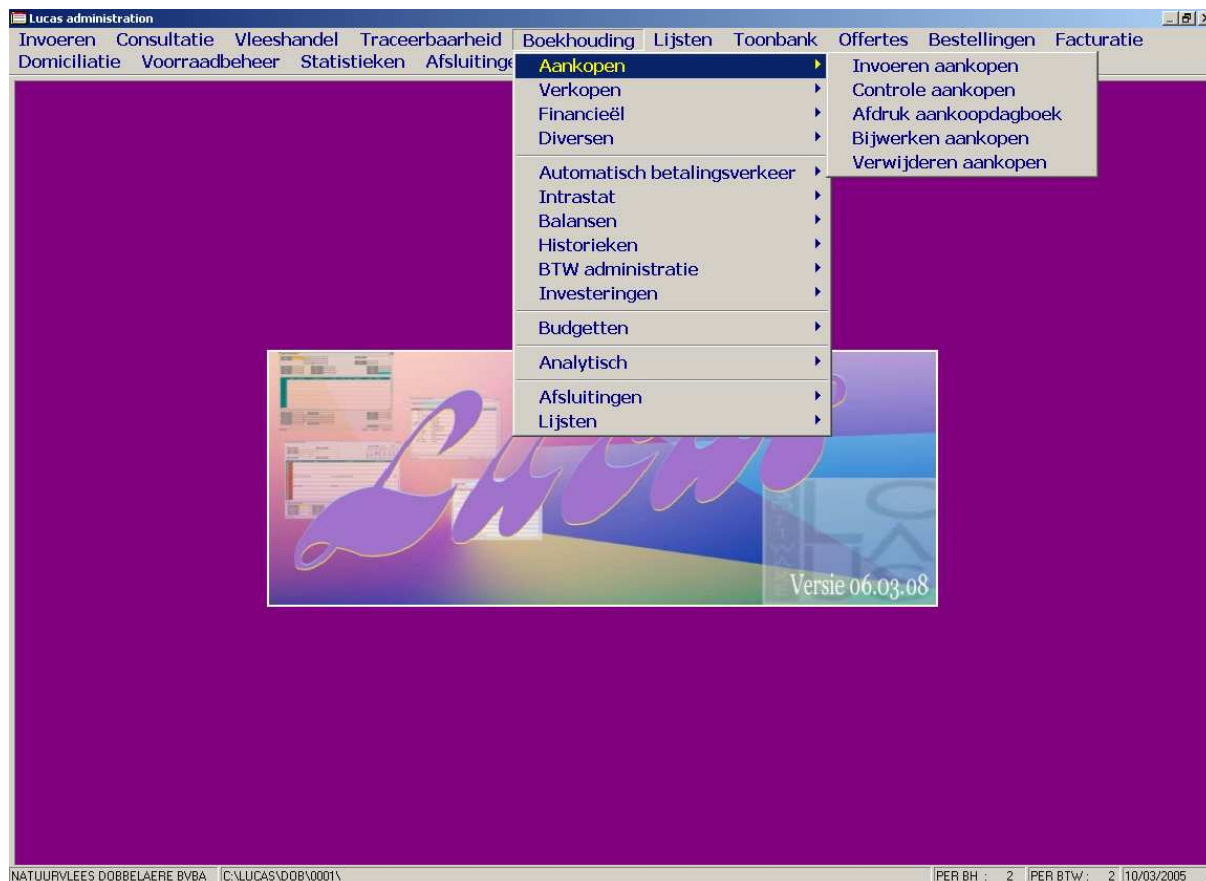 Lucas administration
Invoeren Consultatie Vleeshandel Traceerbaarheid Boekhouding Lijsten Toonbank Offertes Bestellingen Facturatie
Domiciliatie Voorraadbeheer Statistieken
Aankopen
Verkopen
Financieël
Diversen
Automatisch betalingsverkeer
Intrastat
Balansen
Historieken
BTW administratie
Investeringen
Budgetten
Analytisch
Afsluitingen
Lijsten
Invoeren aankopen
Controle aankopen
Afdruk aankoopdagboek
Bijwerken aankopen
Verwijderen aankopen
Lucas
Versie 06.03.08
NATUURVLEES DOBBELAERE BVBA C:\LUCAS\DOB\0001\ PER BH : 2 PER BTW : 2 10/03/2005